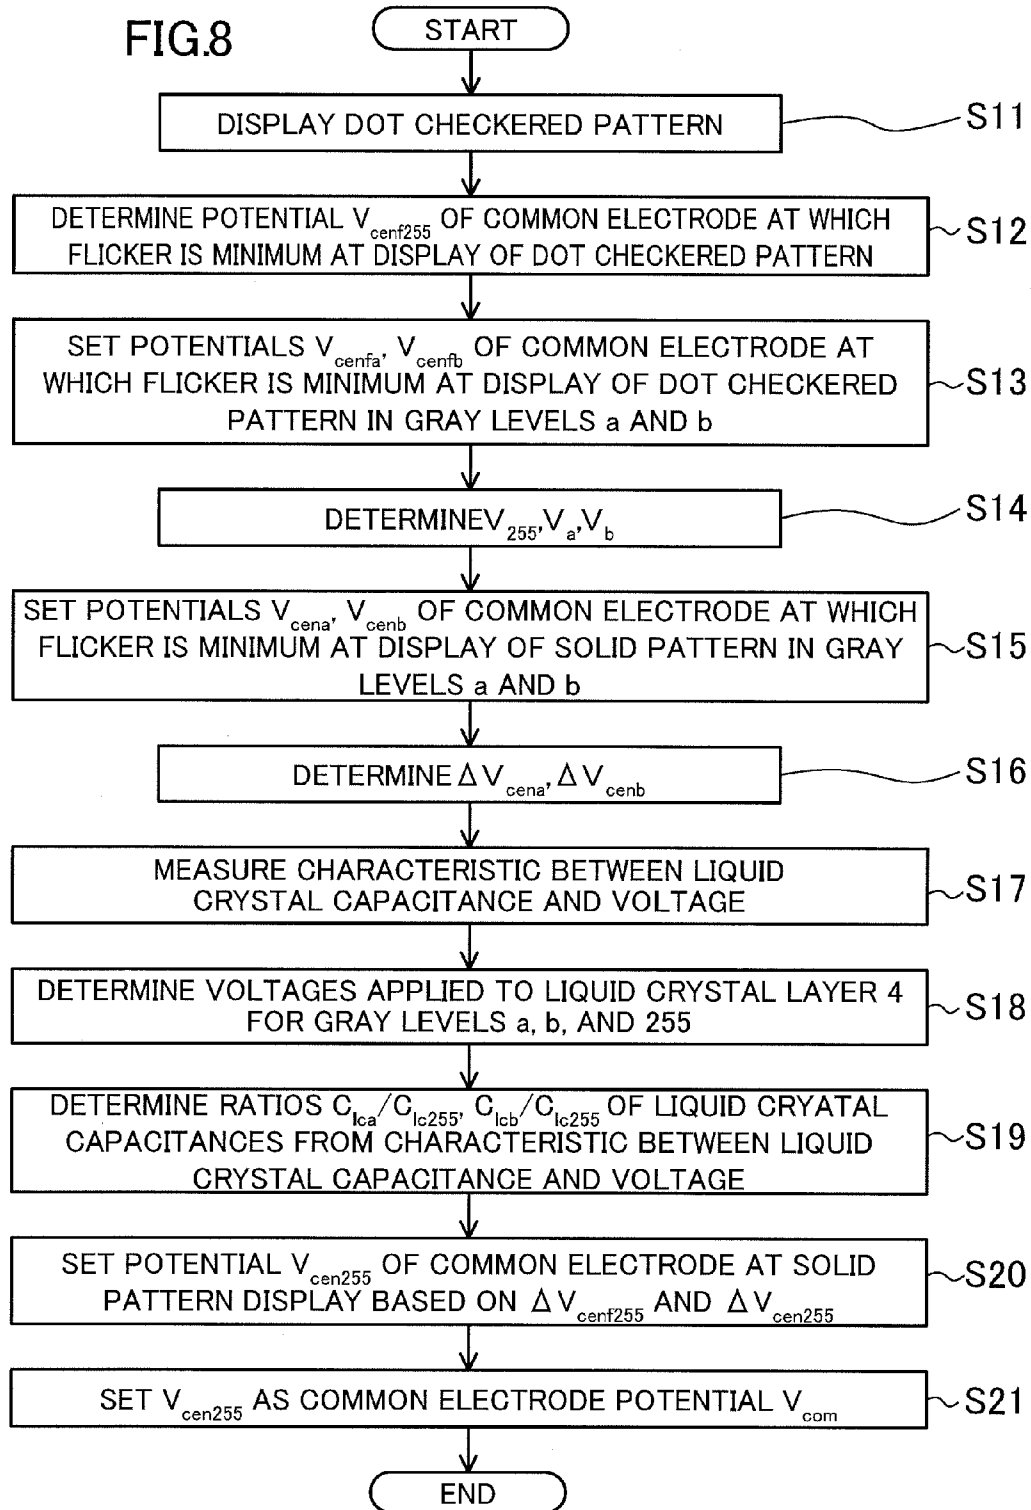 FIG.8
START
DISPLAY DOT CHECKERED PATTERN
S11
DETERMINE POTENTIAL Vcenf255 OF COMMON ELECTRODE AT WHICH
FLICKER IS MINIMUM AT DISPLAY OF DOT CHECKERED PATTERN
S12
SET POTENTIALS Vcenfa, Vcenfb OF COMMON ELECTRODE AT
WHICH FLICKER IS MINIMUM AT DISPLAY OF DOT CHECKERED
PATTERN IN GRAY LEVELS a AND b
S13
DETERMINEV255,Va,Vb
S14
SET POTENTIALS Vcena, Vcenb OF COMMON ELECTRODE AT WHICH
FLICKER IS MINIMUM AT DISPLAY OF SOLID PATTERN IN GRAY
LEVELS a AND b
S15
DETERMINE ΔVcena, ΔVcenb
S16
MEASURE CHARACTERISTIC BETWEEN LIQUID
CRYSTAL CAPACITANCE AND VOLTAGE
S17
DETERMINE VOLTAGES APPLIED TO LIQUID CRYSTAL LAYER 4
FOR GRAY LEVELS a, b, AND 255
S18
DETERMINE RATIOS Clca/Clc255, Clcb/Clc255 OF LIQUID CRYATAL
CAPACITANCES FROM CHARACTERISTIC BETWEEN LIQUID
CRYSTAL CAPACITANCE AND VOLTAGE
S19
SET POTENTIAL Vcen255 OF COMMON ELECTRODE AT SOLID
PATTERN DISPLAY BASED ON ΔVcenf255 AND ΔVcen255
S20
SET Vcen255 AS COMMON ELECTRODE POTENTIAL Vcom
S21
END